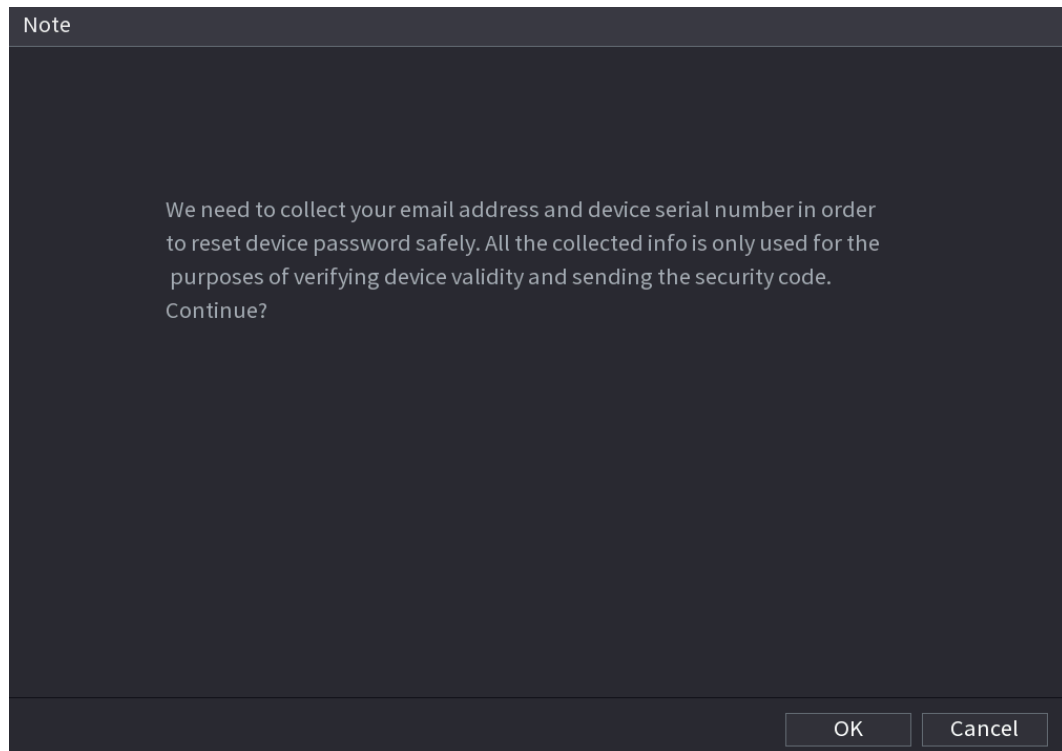 Note
We need to collect your email address and device serial number in order
to reset device password safely. All the collected info is only used for the
purposes of verifying device validity and sending the security code.
Continue?
OK Cancel